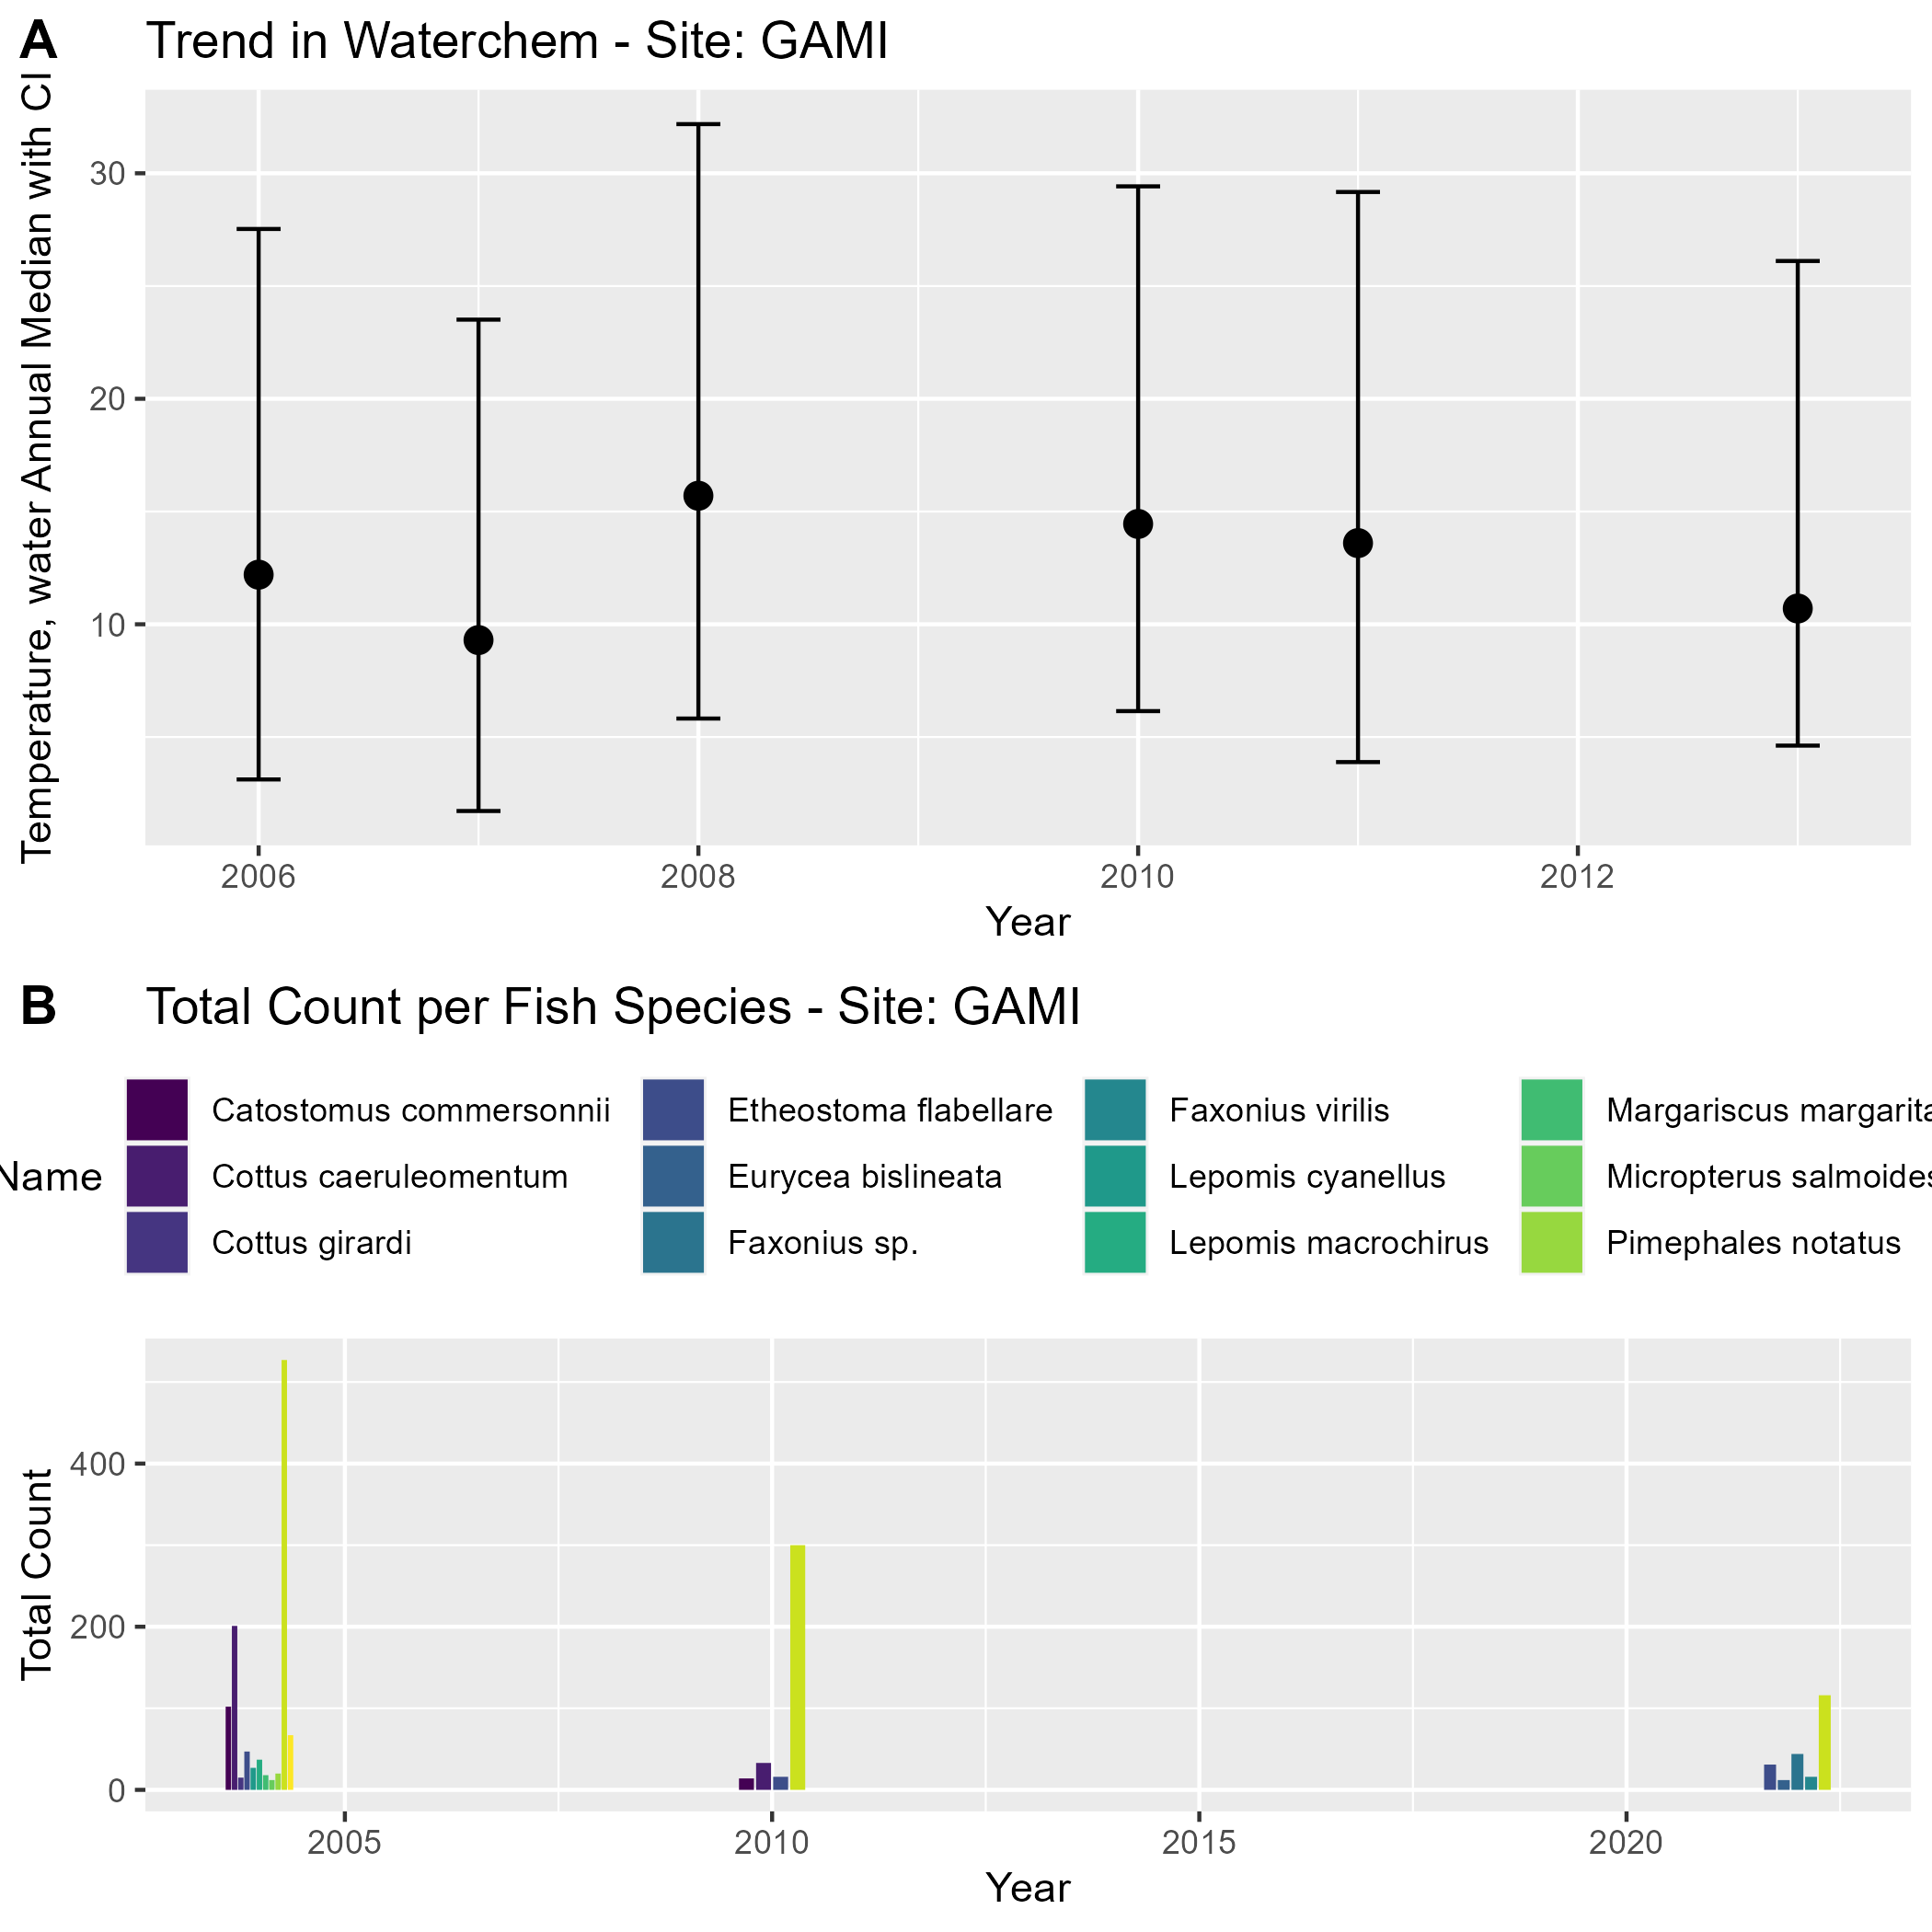 A
Trend in Waterchem - Site: GAMI
Temperature, water Annual Median with CI
30
20
10
2006
2008
2010
2012
Year
B
Total Count per Fish Species - Site: GAMI
Name
Catostomus commersonnii
Cottus caeruleomentum
Cottus girardi
Etheostoma flabellare
Eurycea bislineata
Faxonius sp.
Faxonius virilis
Lepomis cyanellus
Lepomis macrochirus
Margariscus margarita
Micropterus salmoides
Pimephales notatus
Total Count
400
200
0
2005
2010
2015
2020
Year